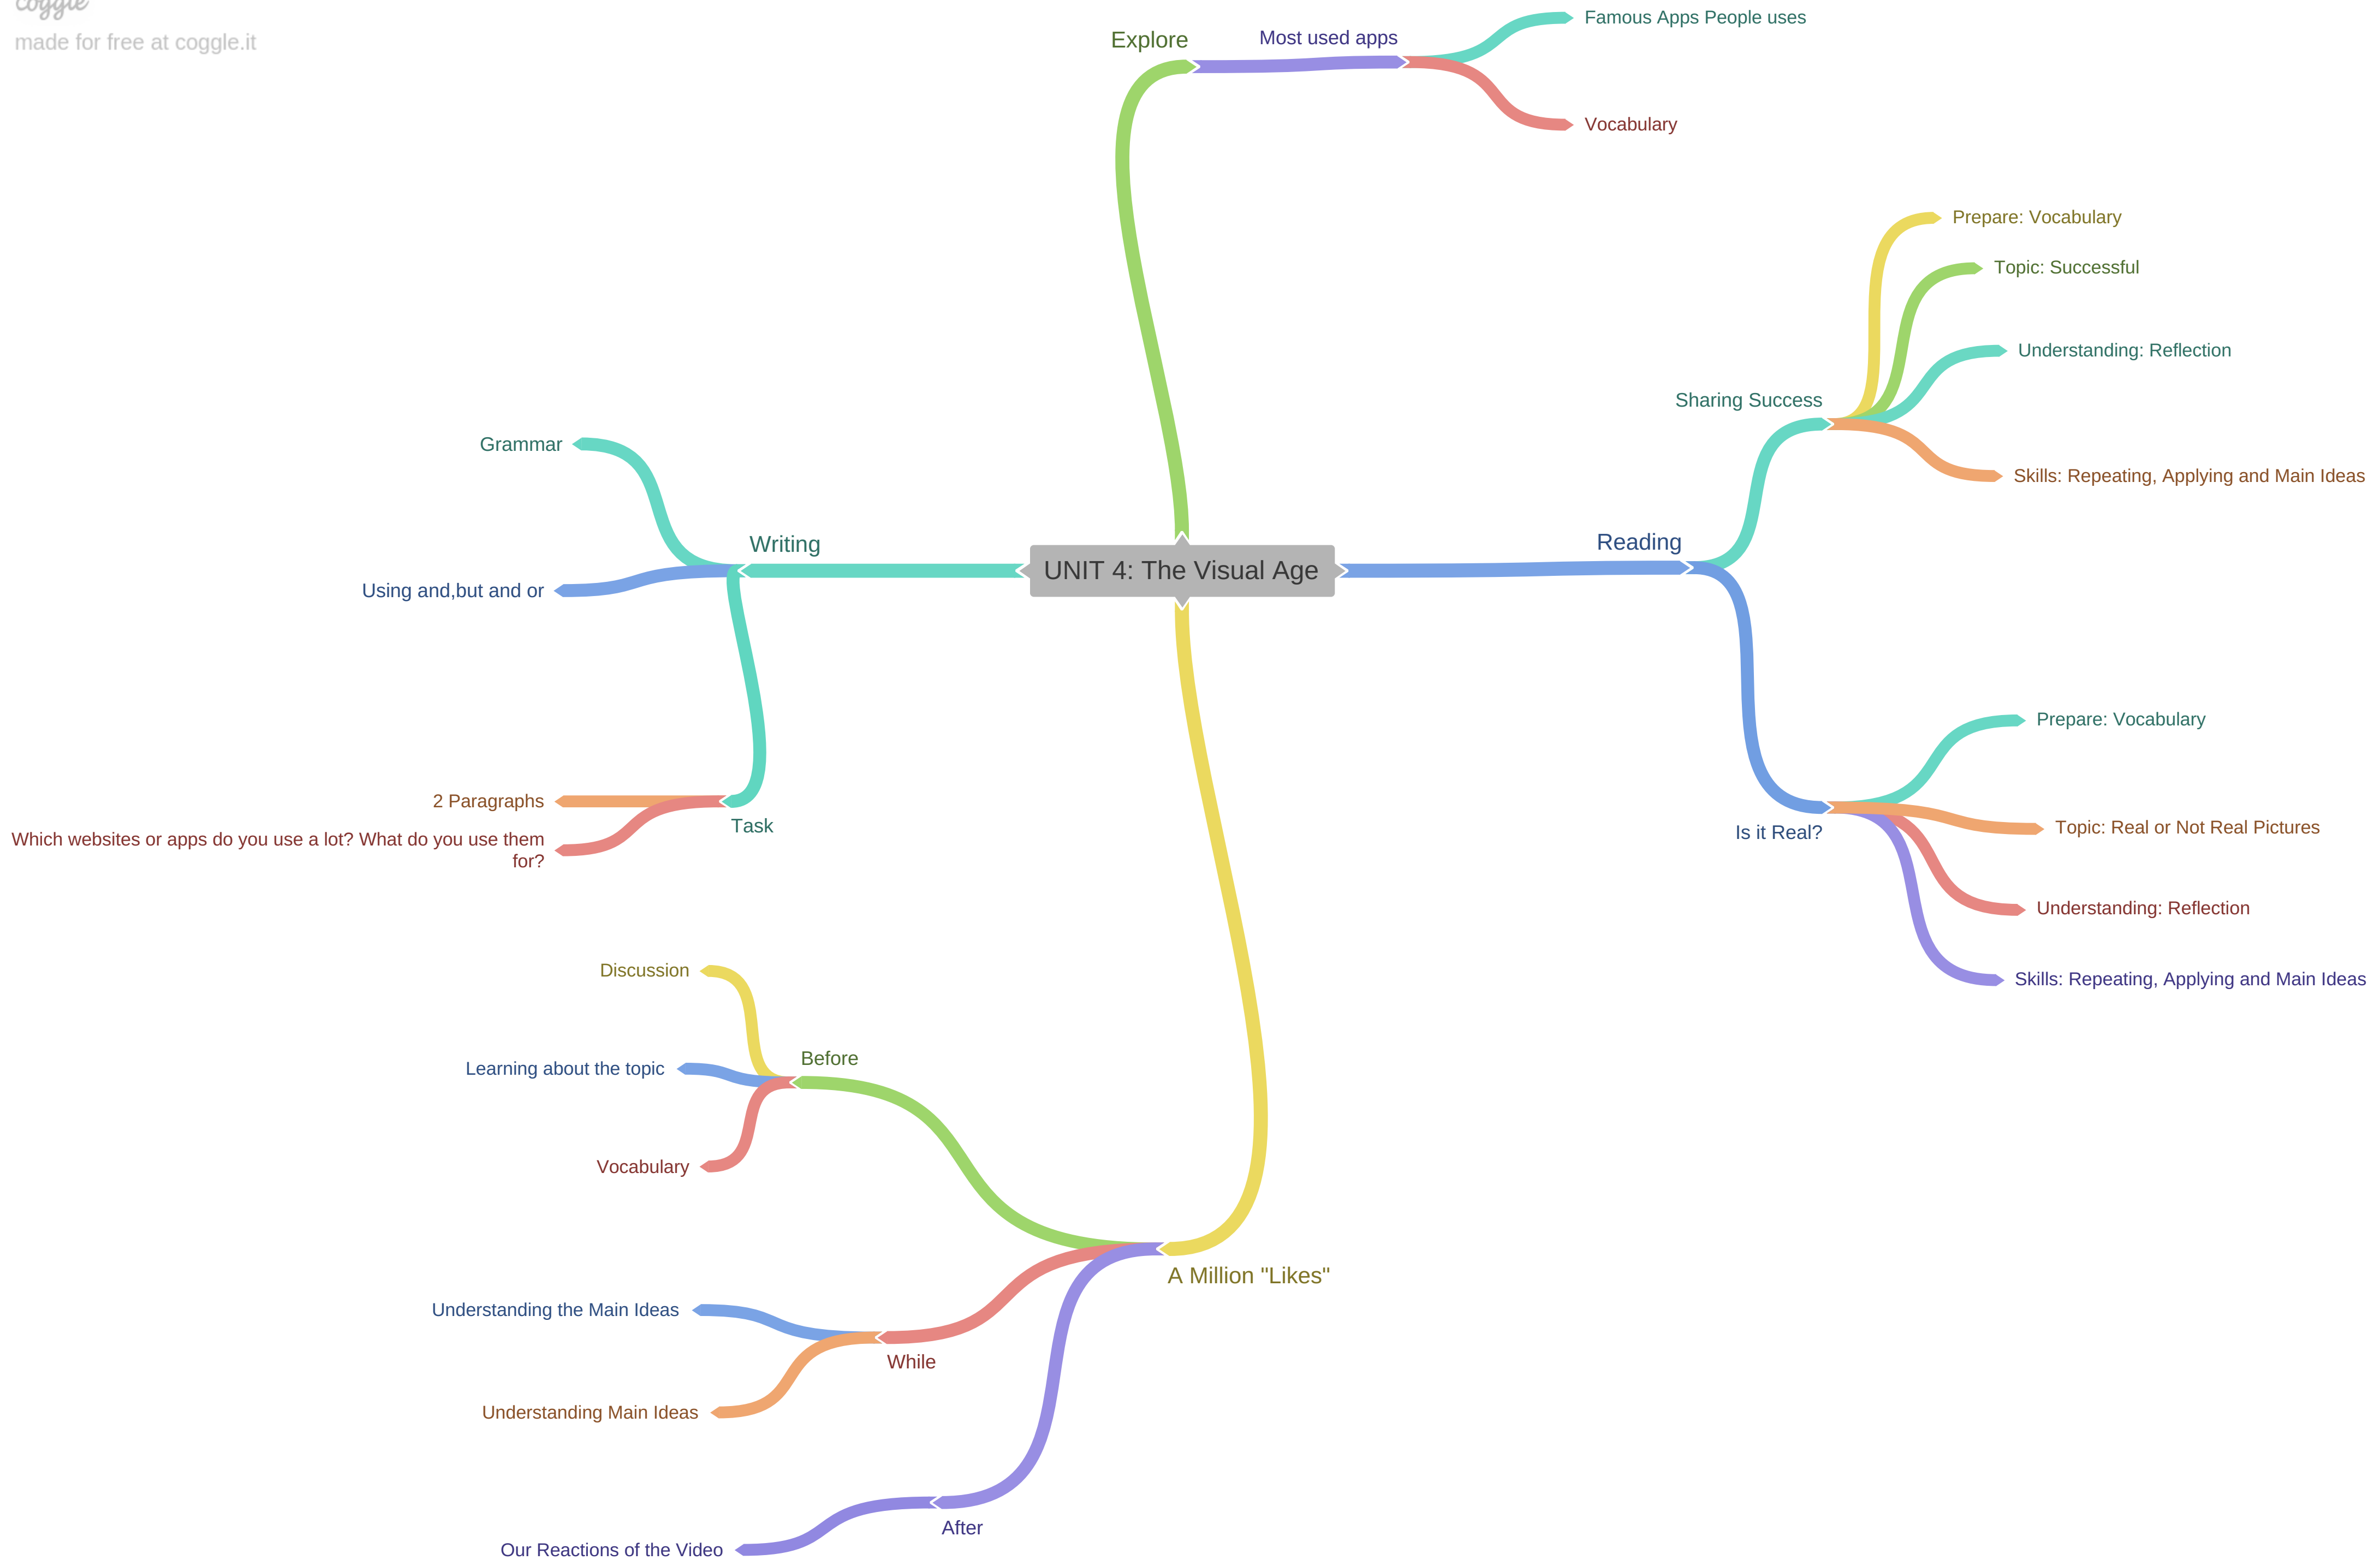 coggle
made for free at coggle.it
Explore
Most used apps
Famous Apps People uses
Vocabulary
Reading
Sharing Success
Prepare: Vocabulary
Topic: Successful
Understanding: Reflection
Skills: Repeating, Applying and Main Ideas
Is it Real?
Prepare: Vocabulary
Topic: Real or Not Real Pictures
Understanding: Reflection
Skills: Repeating, Applying and Main Ideas
UNIT 4: The Visual Age
Writing
Grammar
Using and,but and or
Task
2 Paragraphs
Which websites or apps do you use a lot? What do you use them
for?
A Million "Likes"
Before
Discussion
Learning about the topic
Vocabulary
While
Understanding the Main Ideas
Understanding Main Ideas
After
Our Reactions of the Video